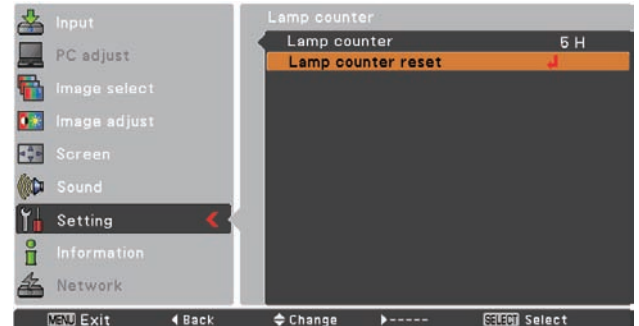 Input
PC adjust
Image select
Image adjust
Screen
Sound
Setting
Information
Network
Lamp counter
Lamp counter 5 H
Lamp counter reset
MENU Exit Back Change ----- SELECT Select